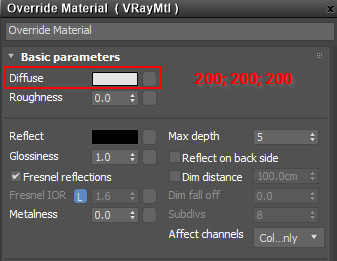 Override Material ( VRayMtl )
Override Material
Basic parameters
Diffuse 200; 200; 200
Roughness 0.0
Reflect Max depth 5
Glossiness 1.0 Reflect on back side
Fresnel reflections Dim distance 100.0cm
Fresnel IOR L 1.6 Dim fall off 0.0
Metalness 0.0 Subdivs 8
Affect channels Col...nly